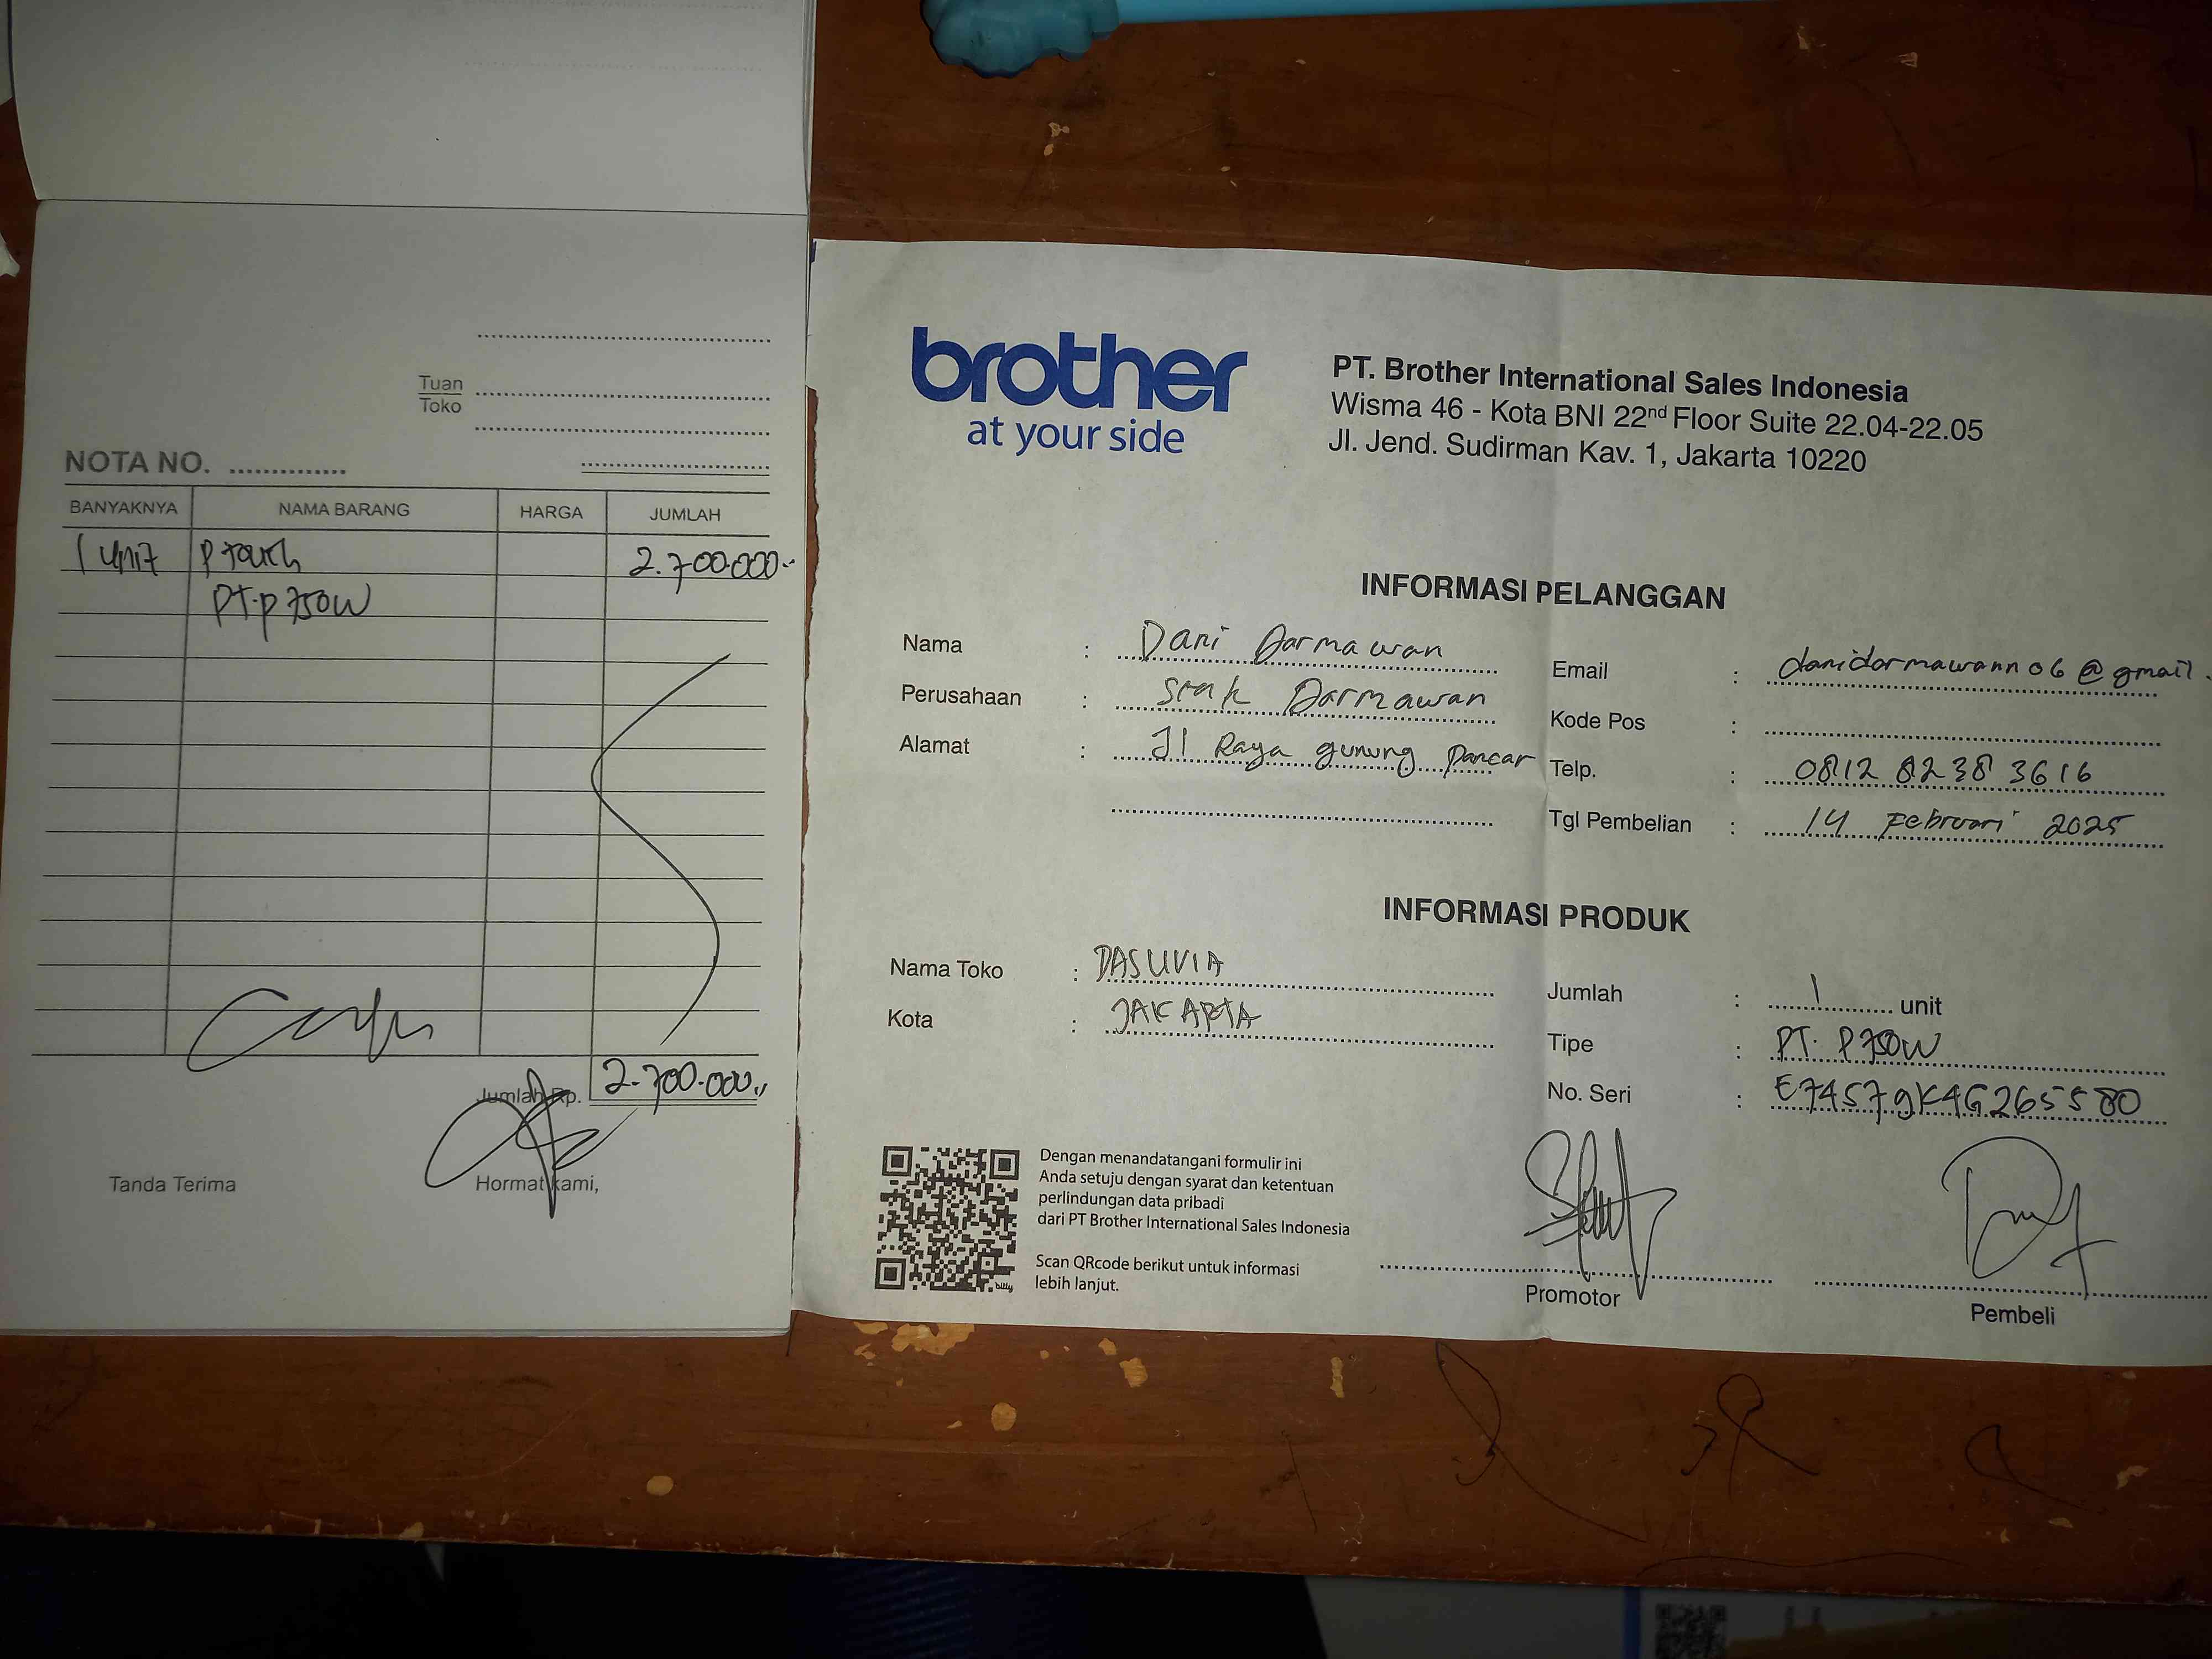 Tuan
Toko
NOTA NO. ..............
BANYAKNYA NAMA BARANG HARGA JUMLAH
1 unit P touch 2.700.000.-
PT-P750W
Jumlah Rp. 2.700.000.,
Tanda Terima Hormat kami,
brother
at your side
PT. Brother International Sales Indonesia
Wisma 46 - Kota BNI 22nd Floor Suite 22.04-22.05
Jl. Jend. Sudirman Kav. 1, Jakarta 10220
INFORMASI PELANGGAN
Nama : Dani Darmawan
Perusahaan : Darmawan
Alamat : Jl Raya gunung Pancar
Email : danidarmawann06@gmail.
Kode Pos :
Telp. : 0812 8238 3616
Tgl Pembelian : 14 Februari 2025
INFORMASI PRODUK
Nama Toko : DASUVIA
Kota : JAKARTA
Jumlah : 1 unit
Tipe : PT. P750W
No. Seri : E74579K4G265580
Dengan menandatangani formulir ini
Anda setuju dengan syarat dan ketentuan
perlindungan data pribadi
dari PT Brother International Sales Indonesia
Scan QRcode berikut untuk informasi
lebih lanjut.
bitly
Promotor
Pembeli